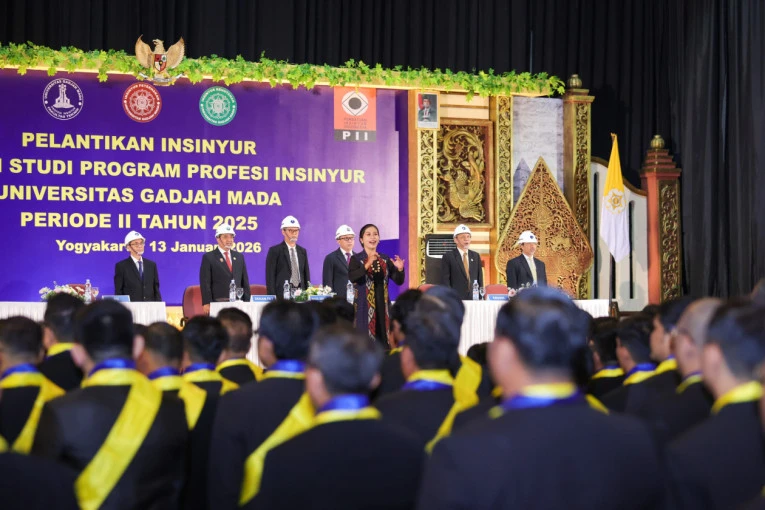 PELANTIKAN INSINYUR
STUDI PROGRAM PROFESI INSINYUR
UNIVERSITAS GADJAH MADA
PERIODE II TAHUN 2025
Yogyakarta, 13 Januari 2026
PII